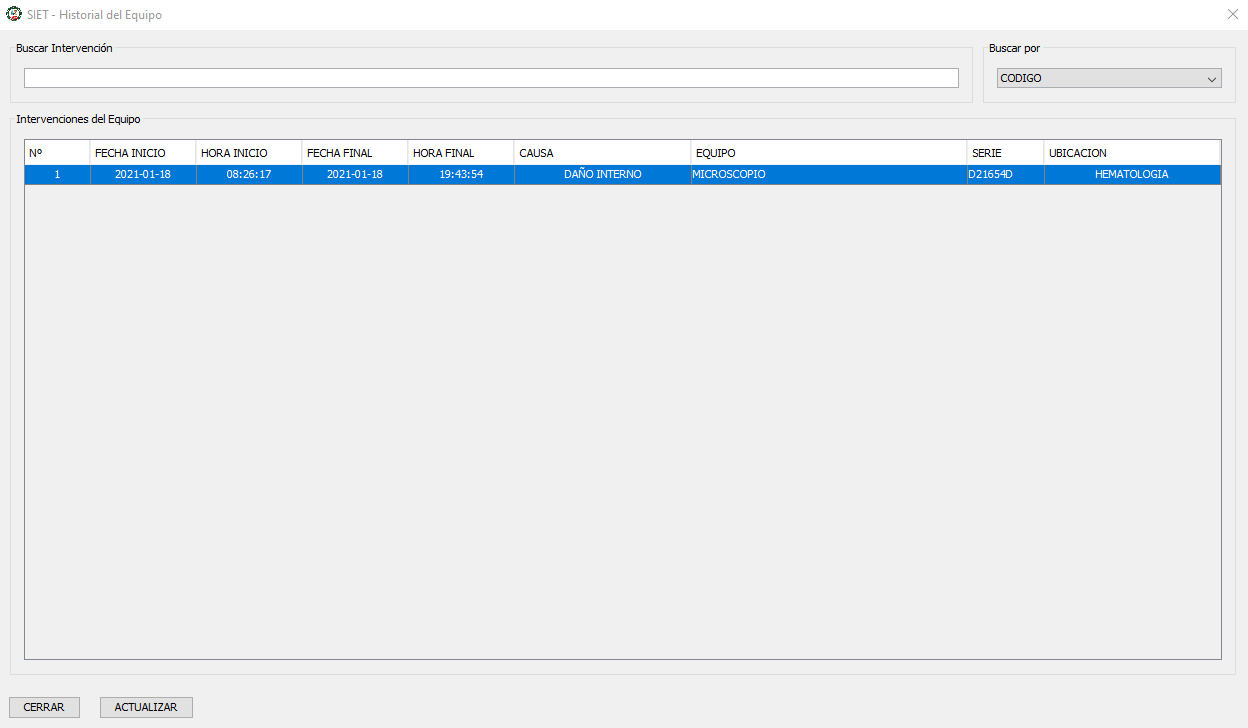 SIET - Historial del Equipo
Buscar Intervención
Buscar por
CODIGO
Intervenciones del Equipo
Nº FECHA INICIO HORA INICIO FECHA FINAL HORA FINAL CAUSA EQUIPO SERIE UBICACION
1 2021-01-18 08:26:17 2021-01-18 19:43:54 DAÑO INTERNO MICROSCOPIO D21654D HEMATOLOGIA
CERRAR ACTUALIZAR